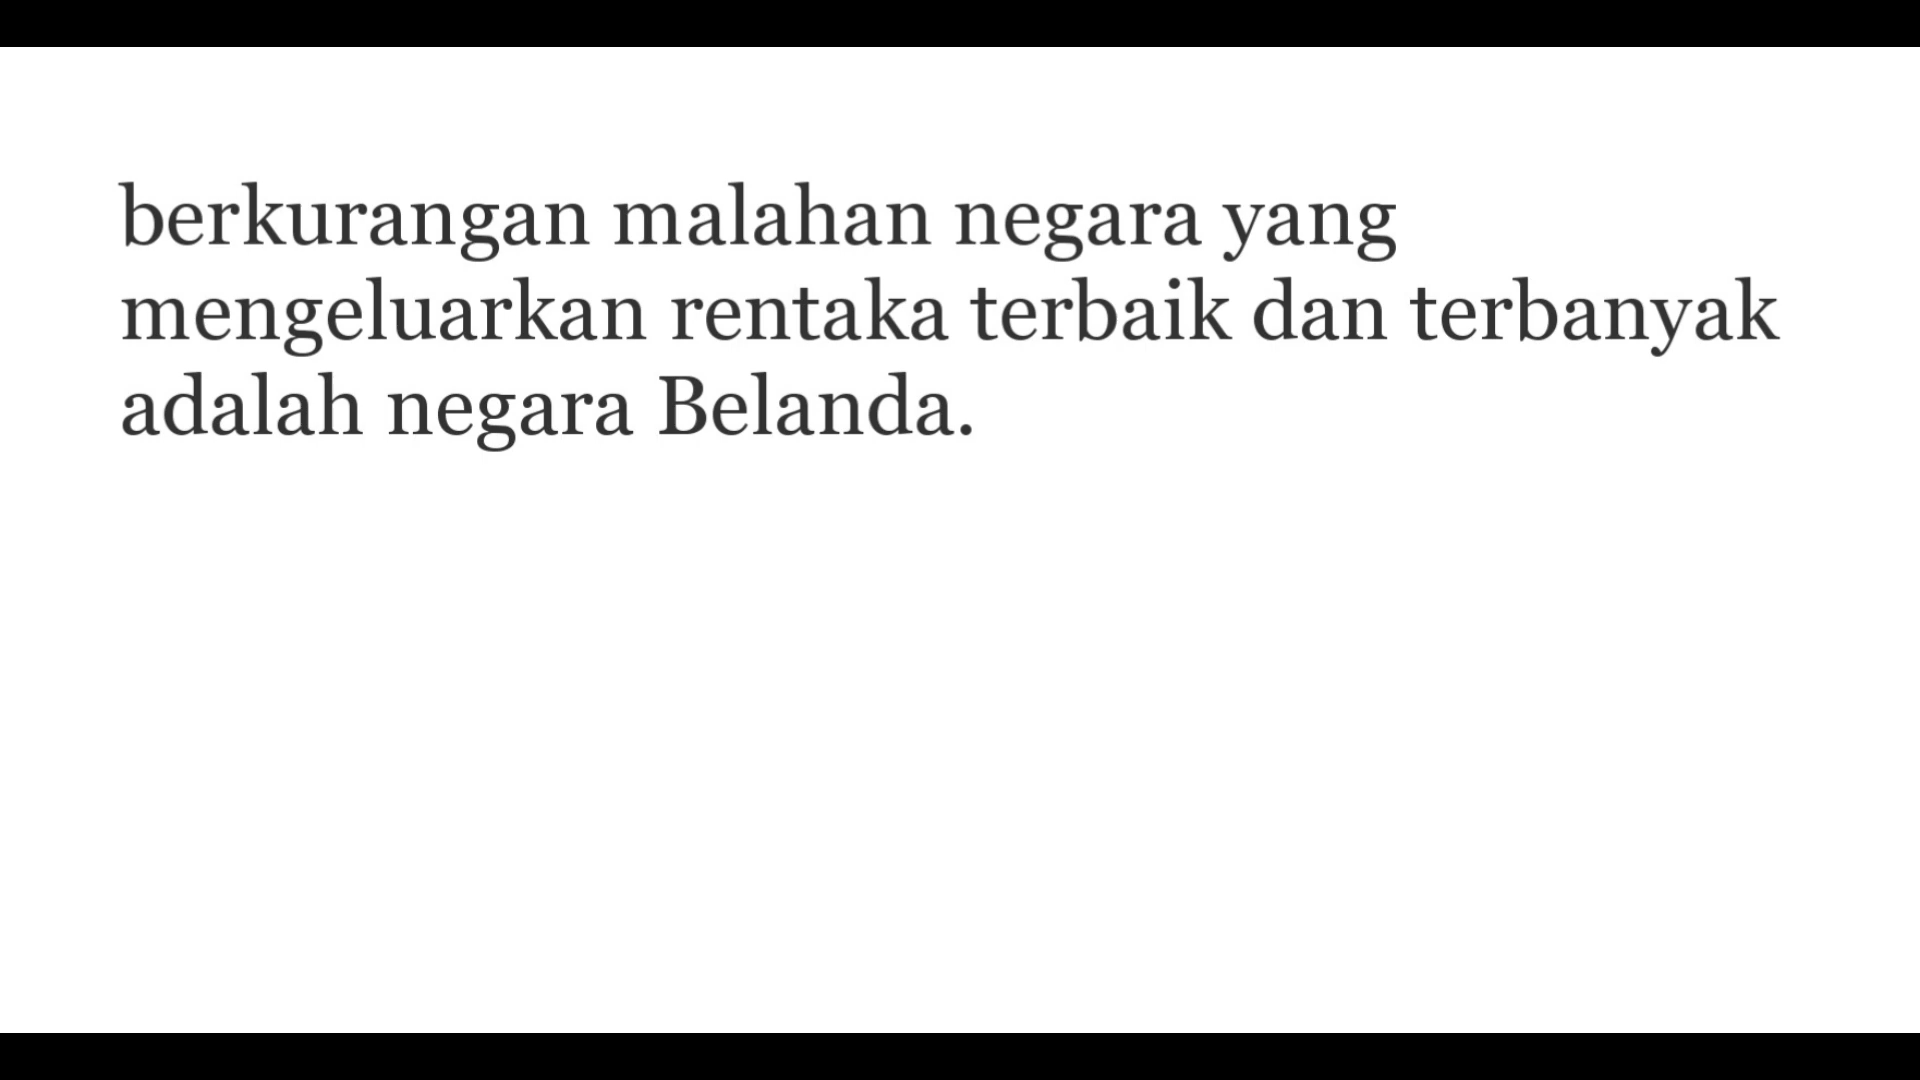 berkurangan malahan negara yang
mengeluarkan rentaka terbaik dan terbanyak
adalah negara Belanda.